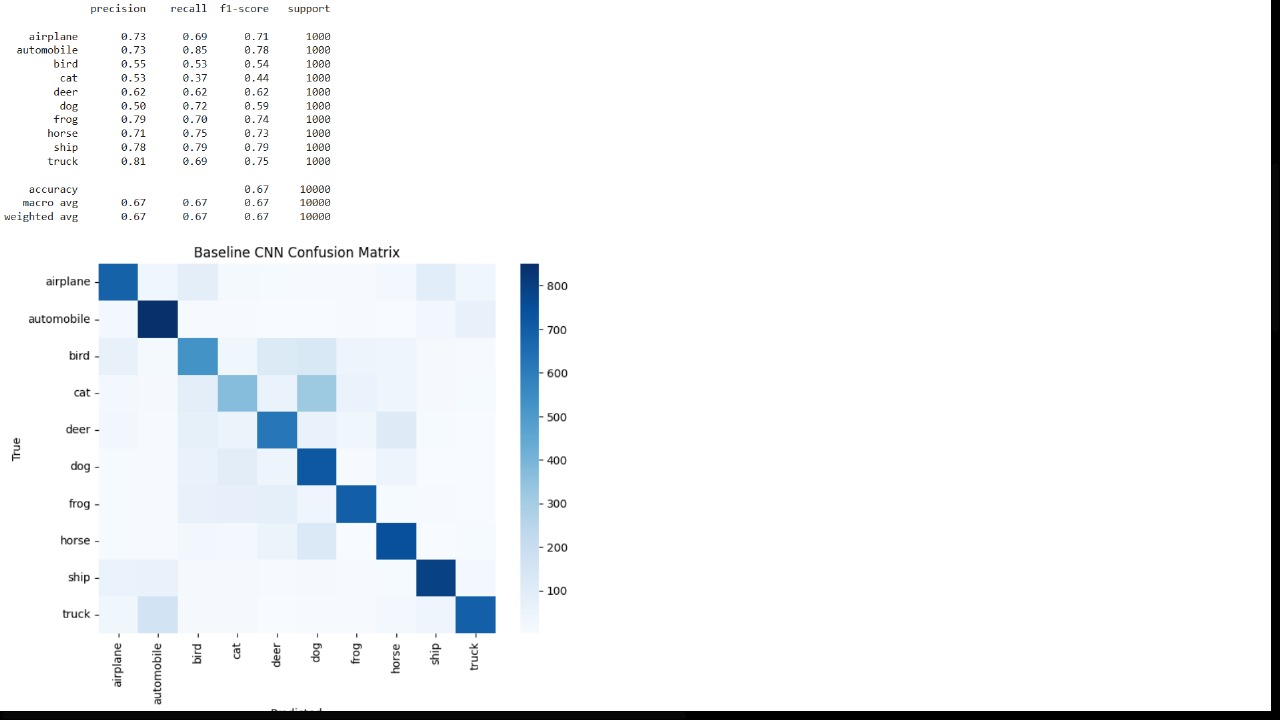 precision recall f1-score support
airplane 0.73 0.69 0.71 1000
automobile 0.73 0.85 0.78 1000
bird 0.55 0.53 0.54 1000
cat 0.53 0.37 0.44 1000
deer 0.62 0.62 0.62 1000
dog 0.50 0.72 0.59 1000
frog 0.79 0.70 0.74 1000
horse 0.71 0.75 0.73 1000
ship 0.78 0.79 0.79 1000
truck 0.81 0.69 0.75 1000
accuracy 0.67 10000
macro avg 0.67 0.67 0.67 10000
weighted avg 0.67 0.67 0.67 10000
Baseline CNN Confusion Matrix
True
airplane
automobile
bird
cat
deer
dog
frog
horse
ship
truck
800
700
600
500
400
300
200
100
airplane
automobile
bird
cat
deer
dog
frog
horse
ship
truck